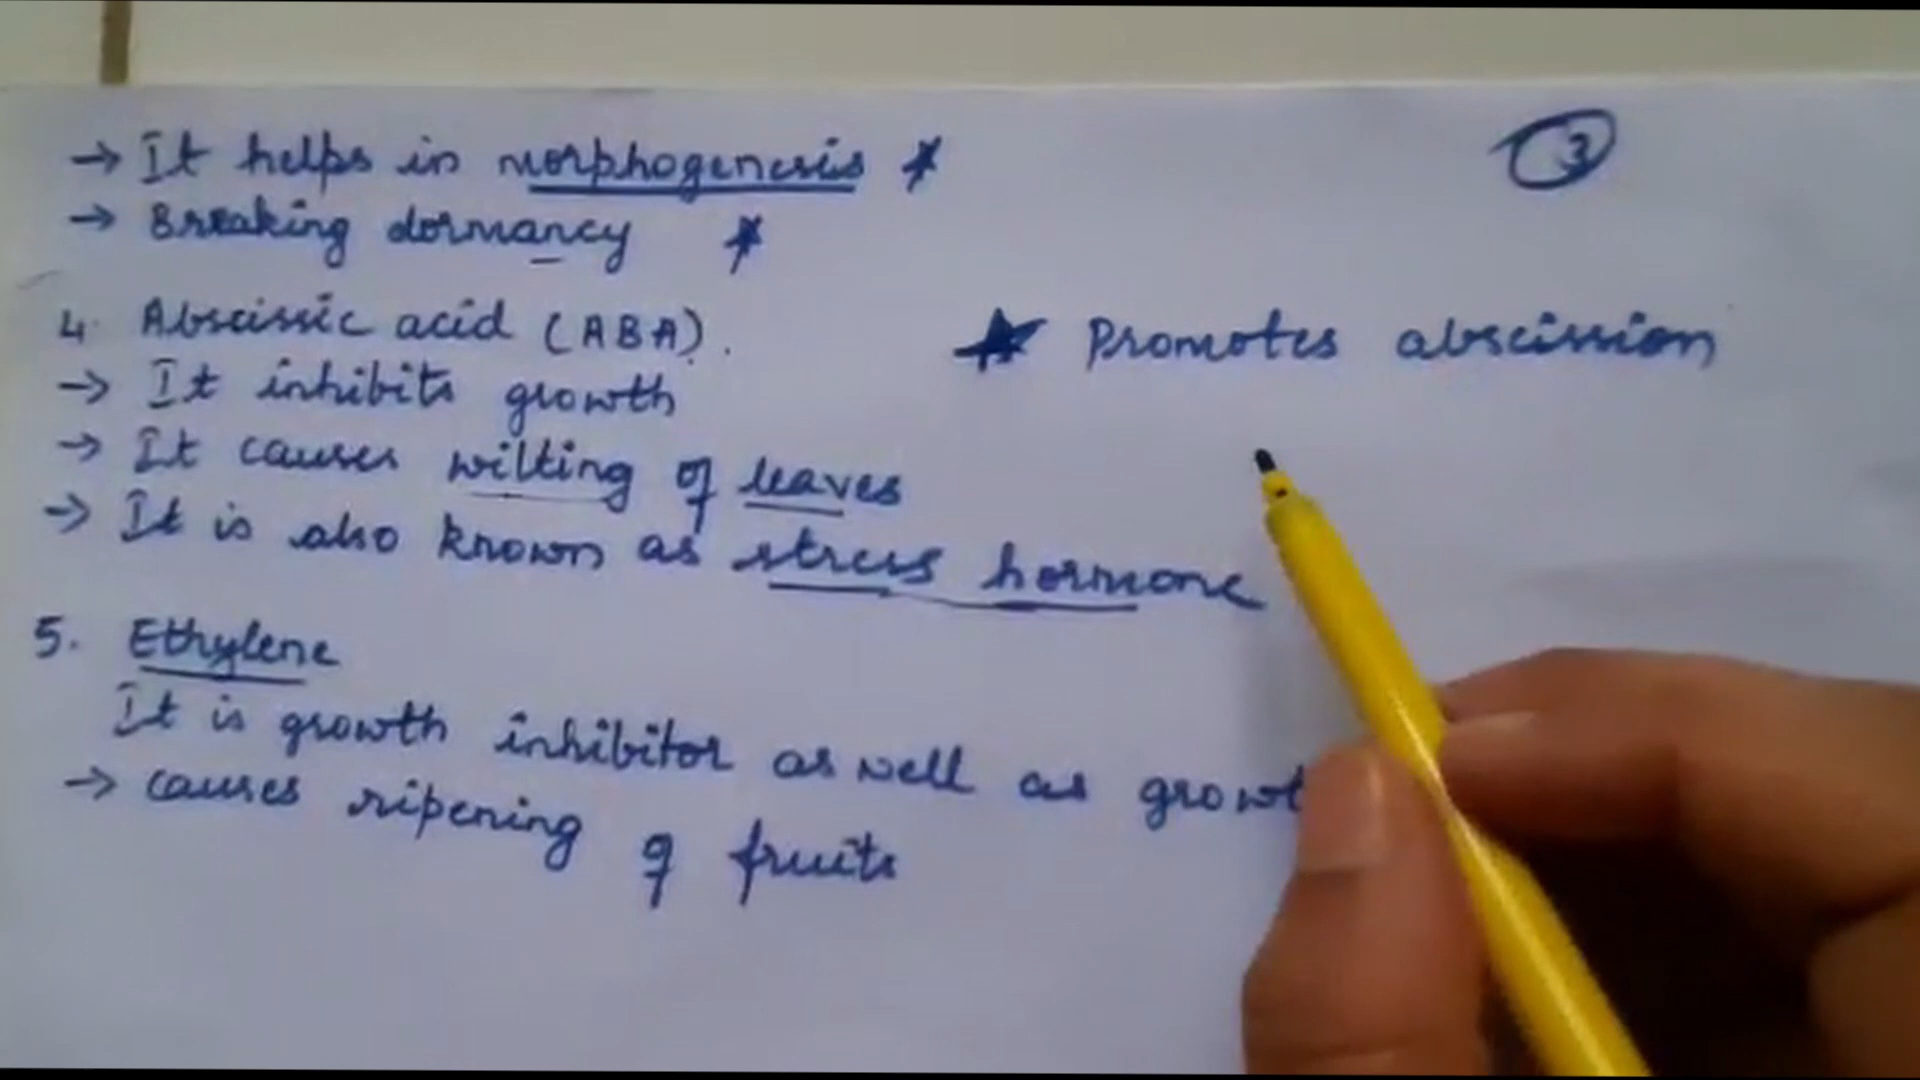 3
→ It helps in morphogenesis ★
→ Breaking dormancy ★
4. Abscissic acid (ABA). ★ Promotes abscission
→ It inhibits growth
→ It causes wilting of leaves
→ It is also known as stress hormone
5. Ethylene
It is growth inhibitor as well as growt
→ causes ripening of fruits